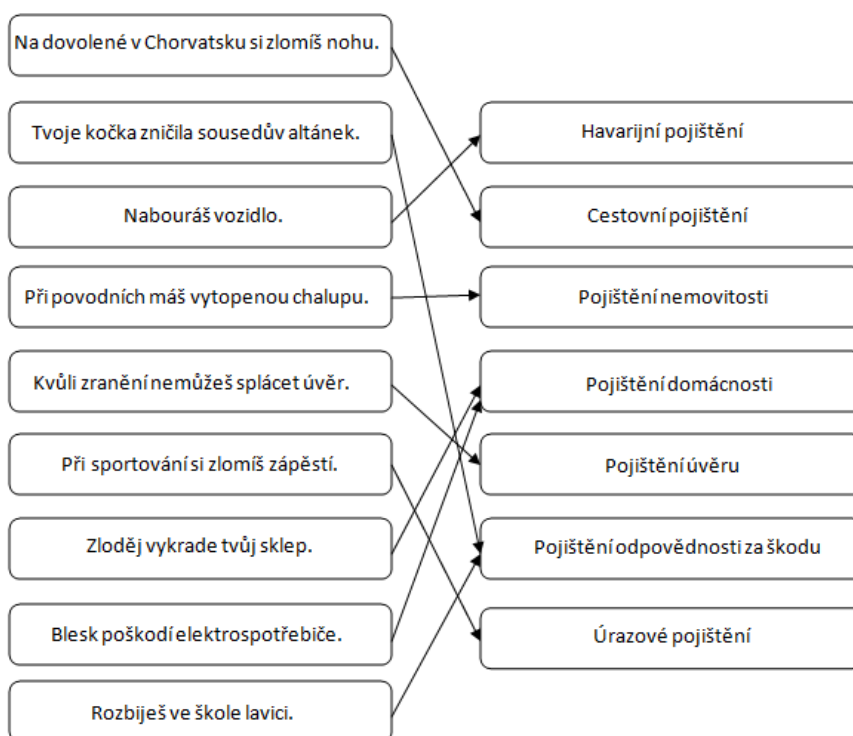 Na dovolené v Chorvatsku si zlomíš nohu.
Tvoje kočka zničila sousedův altánek.
Nabouráš vozidlo.
Při povodních máš vytopenou chalupu.
Kvůli zranění nemůžeš splácet úvěr.
Při sportování si zlomíš zápěstí.
Zloděj vykrade tvůj sklep.
Blesk poškodí elektrospotřebiče.
Rozbiješ ve škole lavici.
Havarijní pojištění
Cestovní pojištění
Pojištění nemovitosti
Pojištění domácnosti
Pojištění úvěru
Pojištění odpovědnosti za škodu
Úrazové pojištění